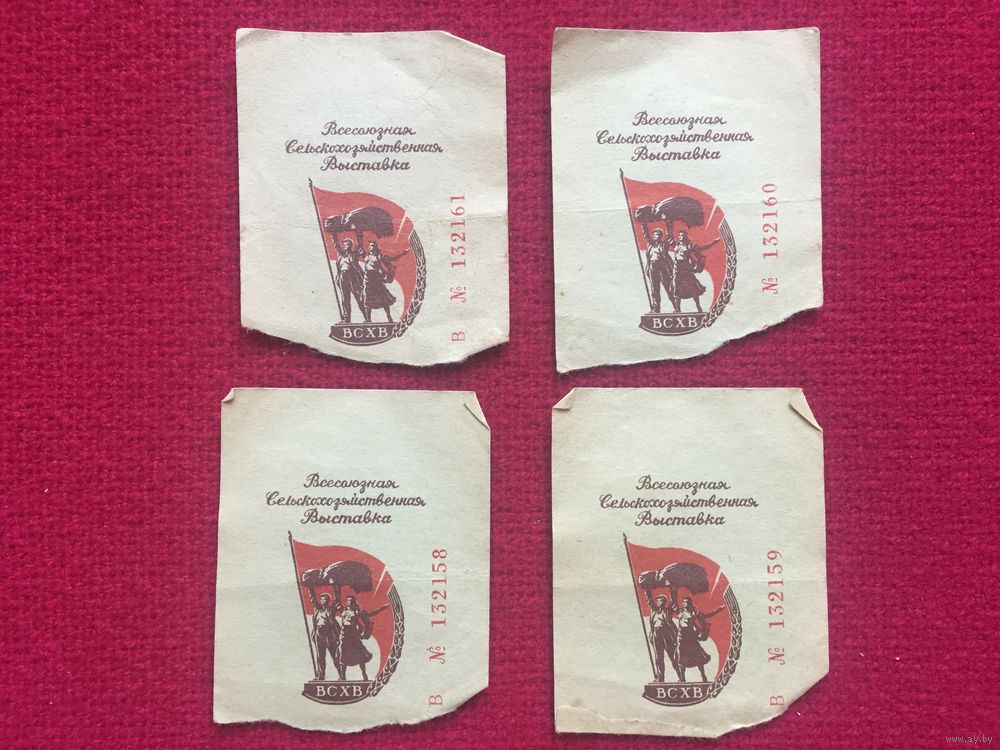 Всесоюзная
Сельскохозяйственная
Выставка
ВСХВ
В № 132161
Всесоюзная
Сельскохозяйственная
Выставка
ВСХВ
№ 132160
Всесоюзная
Сельскохозяйственная
Выставка
ВСХВ
В № 132158
Всесоюзная
Сельскохозяйственная
Выставка
ВСХВ
В № 132159
www.ay.by